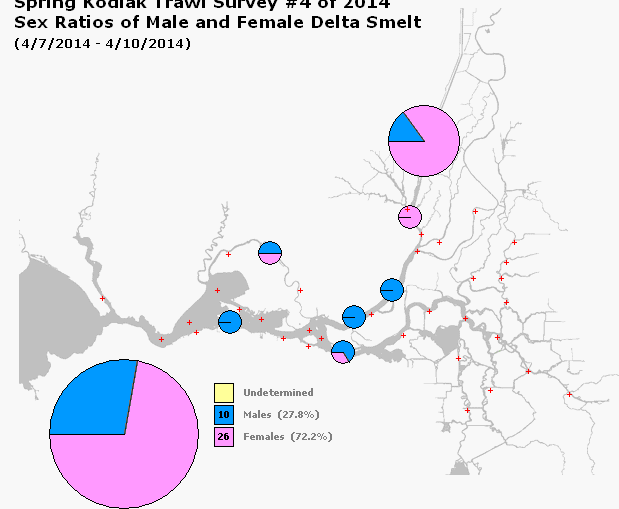 Spring Kodiak Trawl Survey #4 of 2014
Sex Ratios of Male and Female Delta Smelt
(4/7/2014 - 4/10/2014)
Undetermined
10 Males (27.8%)
26 Females (72.2%)